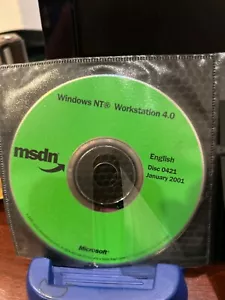 Windows NT® Workstation 4.0
msdn
English
Disc 0421
January 2001
Microsoft